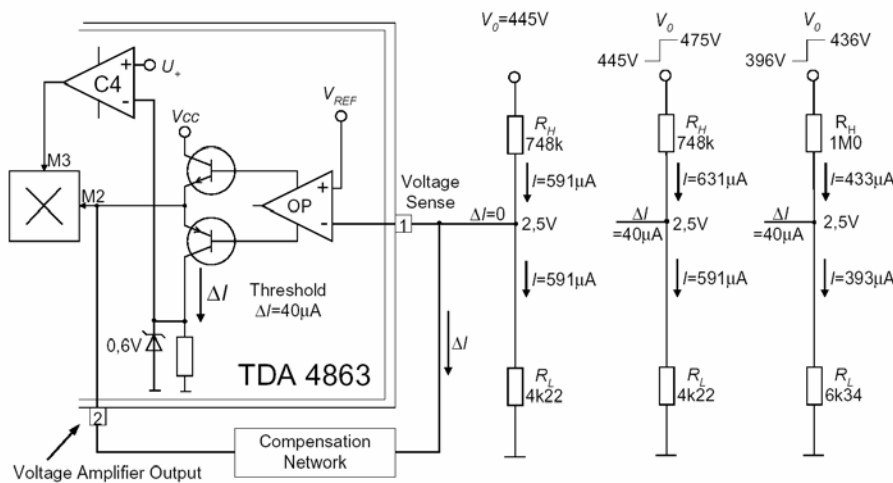 C4
+
-
U+
VREF
Vcc
M3
M2
OP
+
-
Voltage
Sense
1
ΔI=0
ΔI
Threshold
ΔI=40µA
0,6V
TDA 4863
ΔI
2
Compensation
Network
Voltage Amplifier Output
V0=445V
RH
748k
I=591µA
2,5V
I=591µA
RL
4k22
V0
475V
445V
RH
748k
I=631µA
ΔI
=40µA
2,5V
I=591µA
RL
4k22
V0
436V
396V
RH
1M0
I=433µA
ΔI
=40µA
2,5V
I=393µA
RL
6k34